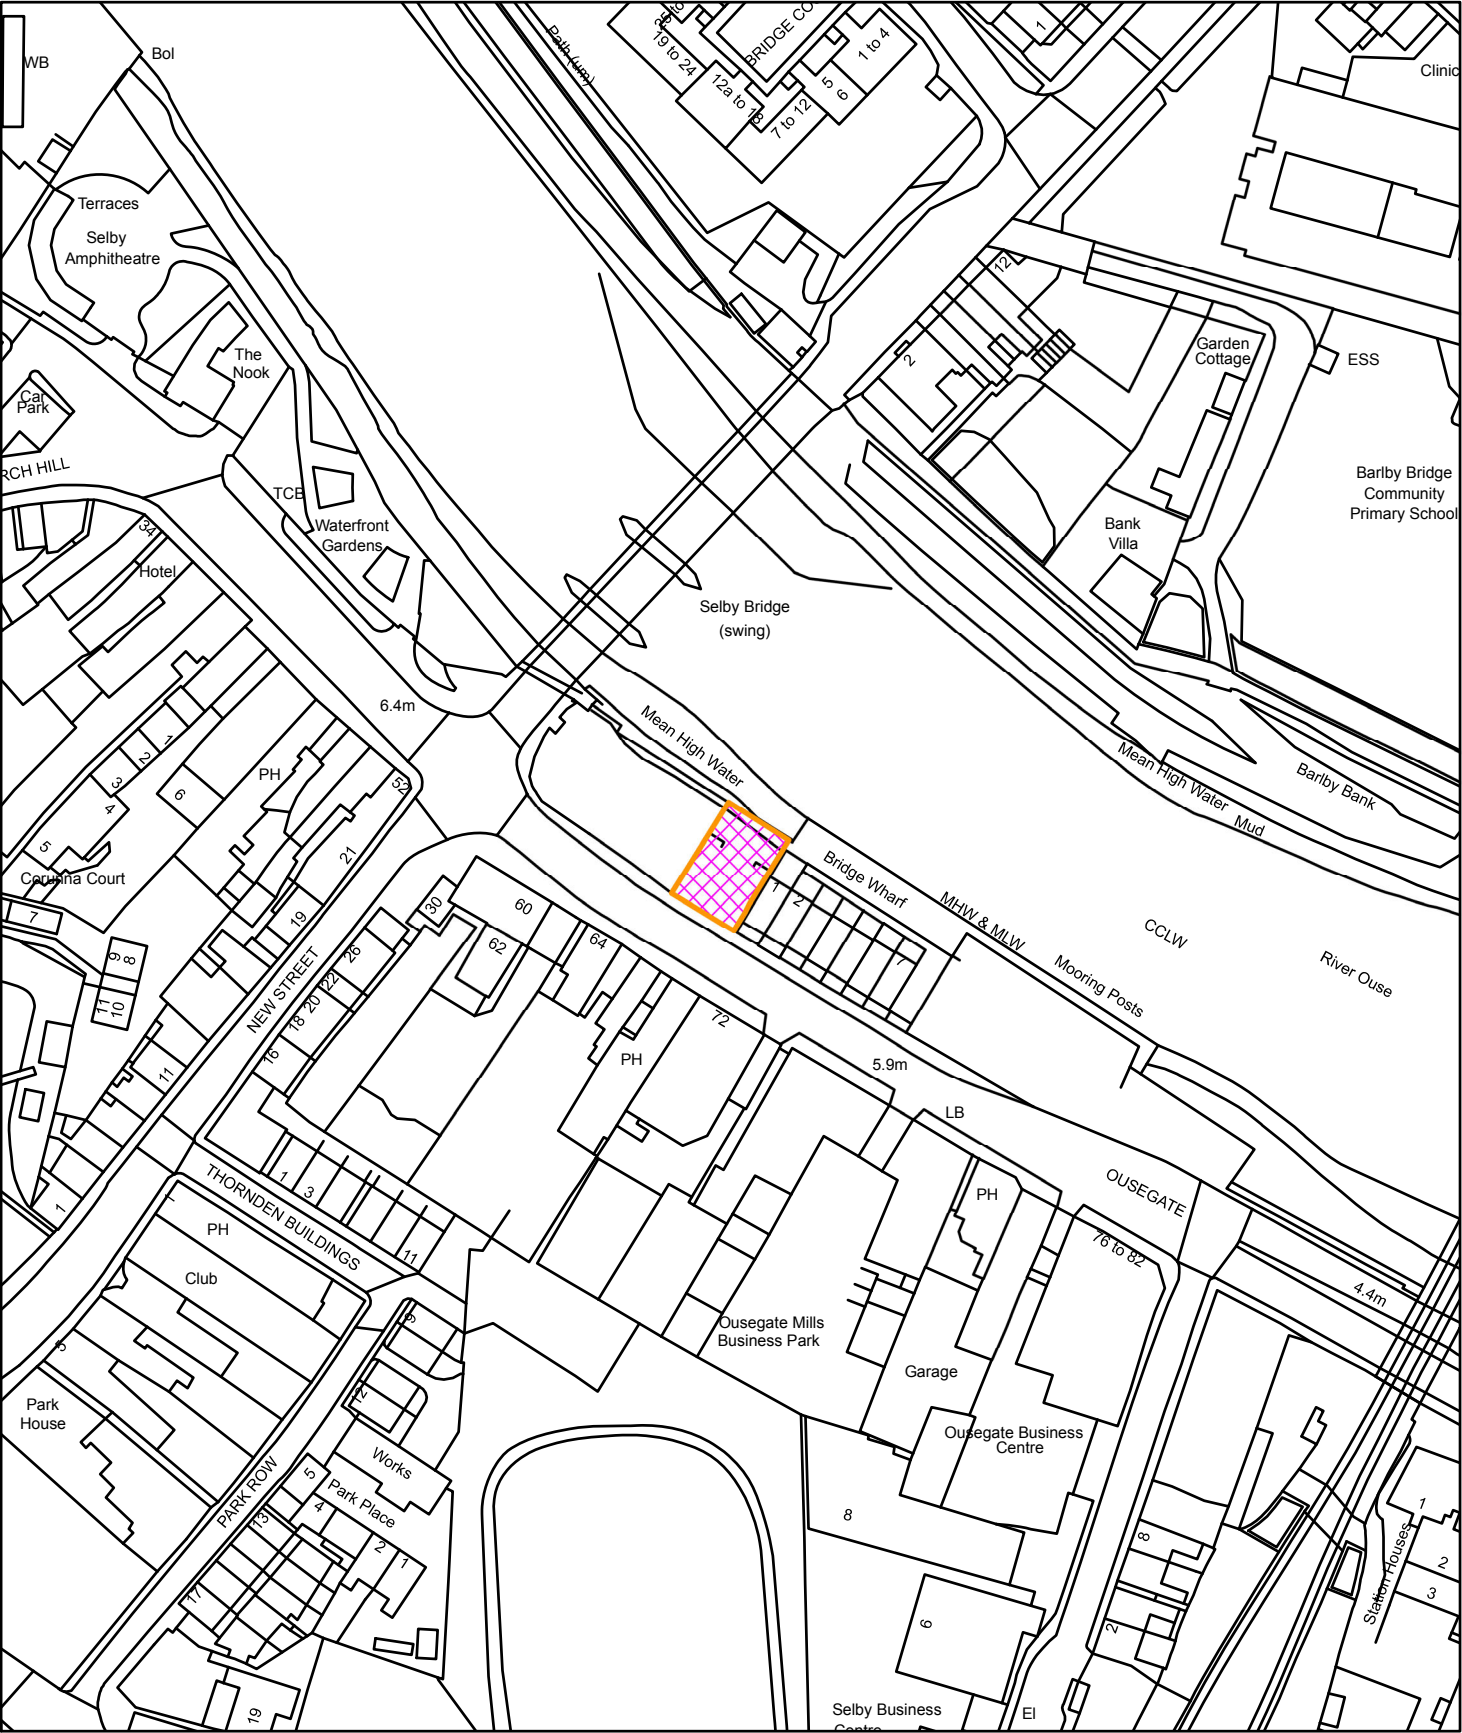 WB
Bol
Path (um)
25 to
19 to 24
12a to 18
BRIDGE CO
7 to 12
5
6
1 to 4
1
Clinic
Terraces
Selby
Amphitheatre
The
Nook
Car
Park
RCH HILL
TCB
Waterfront
Gardens
34
Hotel
12
2
Garden
Cottage
ESS
Bank
Villa
Barlby Bridge
Community
Primary School
Selby Bridge
(swing)
6.4m
Mean High Water
Mean High Water
Mud
Barlby Bank
1
2
3
4
5
6
PH
52
21
19
Corunna Court
7
9
8
11
10
11
1
NEW STREET
30
26
22
20
18
16
60
62
64
PH
72
1
2
7
Bridge Wharf
MHW & MLW
Mooring Posts
CCLW
River Ouse
5.9m
LB
PH
OUSEGATE
76 to 82
4.4m
THORNDEN BUILDINGS
1
3
11
1
PH
Club
5
Park
House
9
12
Works
PARK ROW
5
4
Park Place
2
1
13
17
19
Ousegate Mills
Business Park
Garage
Ousegate Business
Centre
8
6
8
2
Station Houses
1
2
3
Selby Business
Centre
El